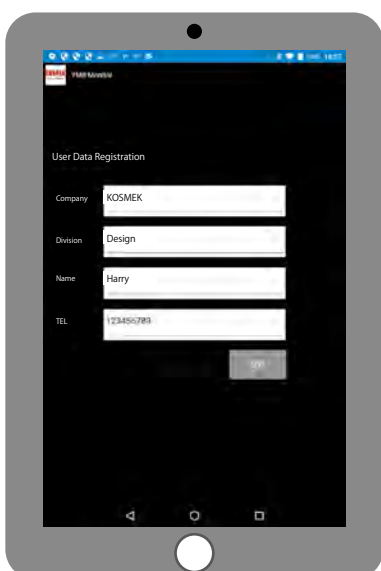 User Data Registration
Company KOSMEK
Division Design
Name Harry
TEL 123456789